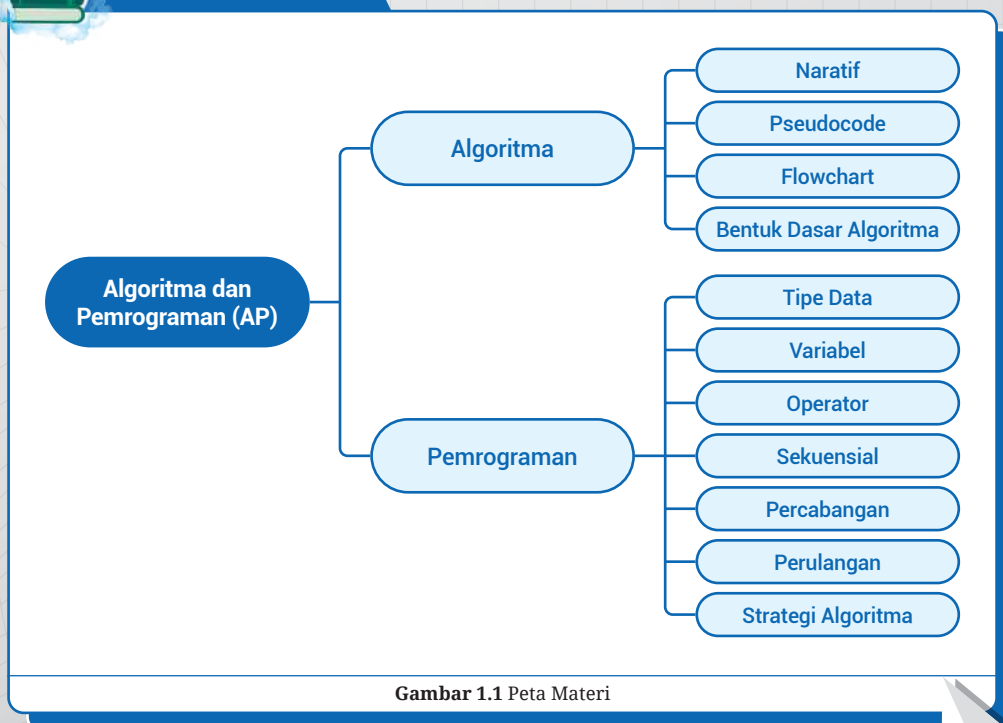 Algoritma dan
Pemrograman (AP)
Algoritma
Naratif
Pseudocode
Flowchart
Bentuk Dasar Algoritma
Pemrograman
Tipe Data
Variabel
Operator
Sekuensial
Percabangan
Perulangan
Strategi Algoritma
Gambar 1.1 Peta Materi